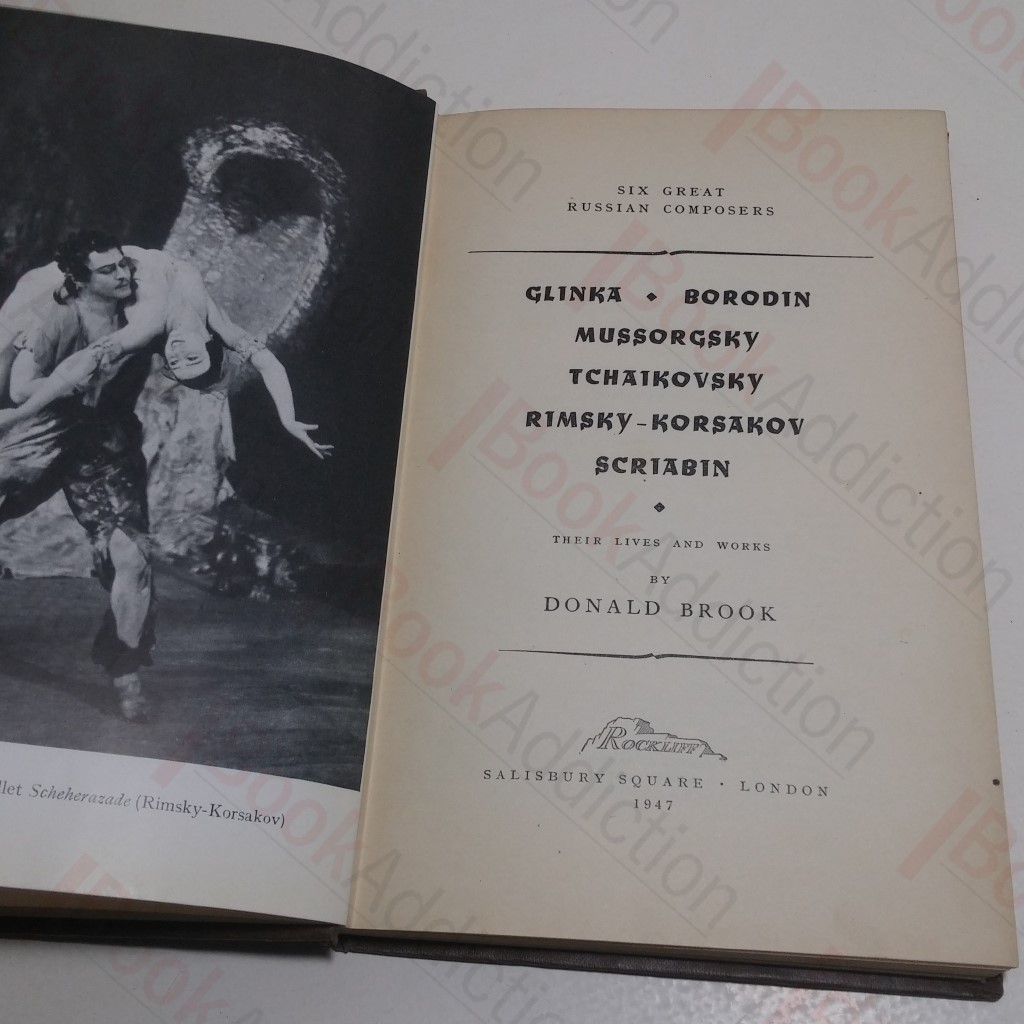 llet Scheherazade (Rimsky-Korsakov)
SIX GREAT
RUSSIAN COMPOSERS
GLINKA ◆ BORODIN
MUSSORGSKY
TCHAIKOVSKY
RIMSKY-KORSAKOV
SCRIABIN
THEIR LIVES AND WORKS
BY
DONALD BROOK
ROCKLIFF
SALISBURY SQUARE · LONDON
1947
BookAddiction